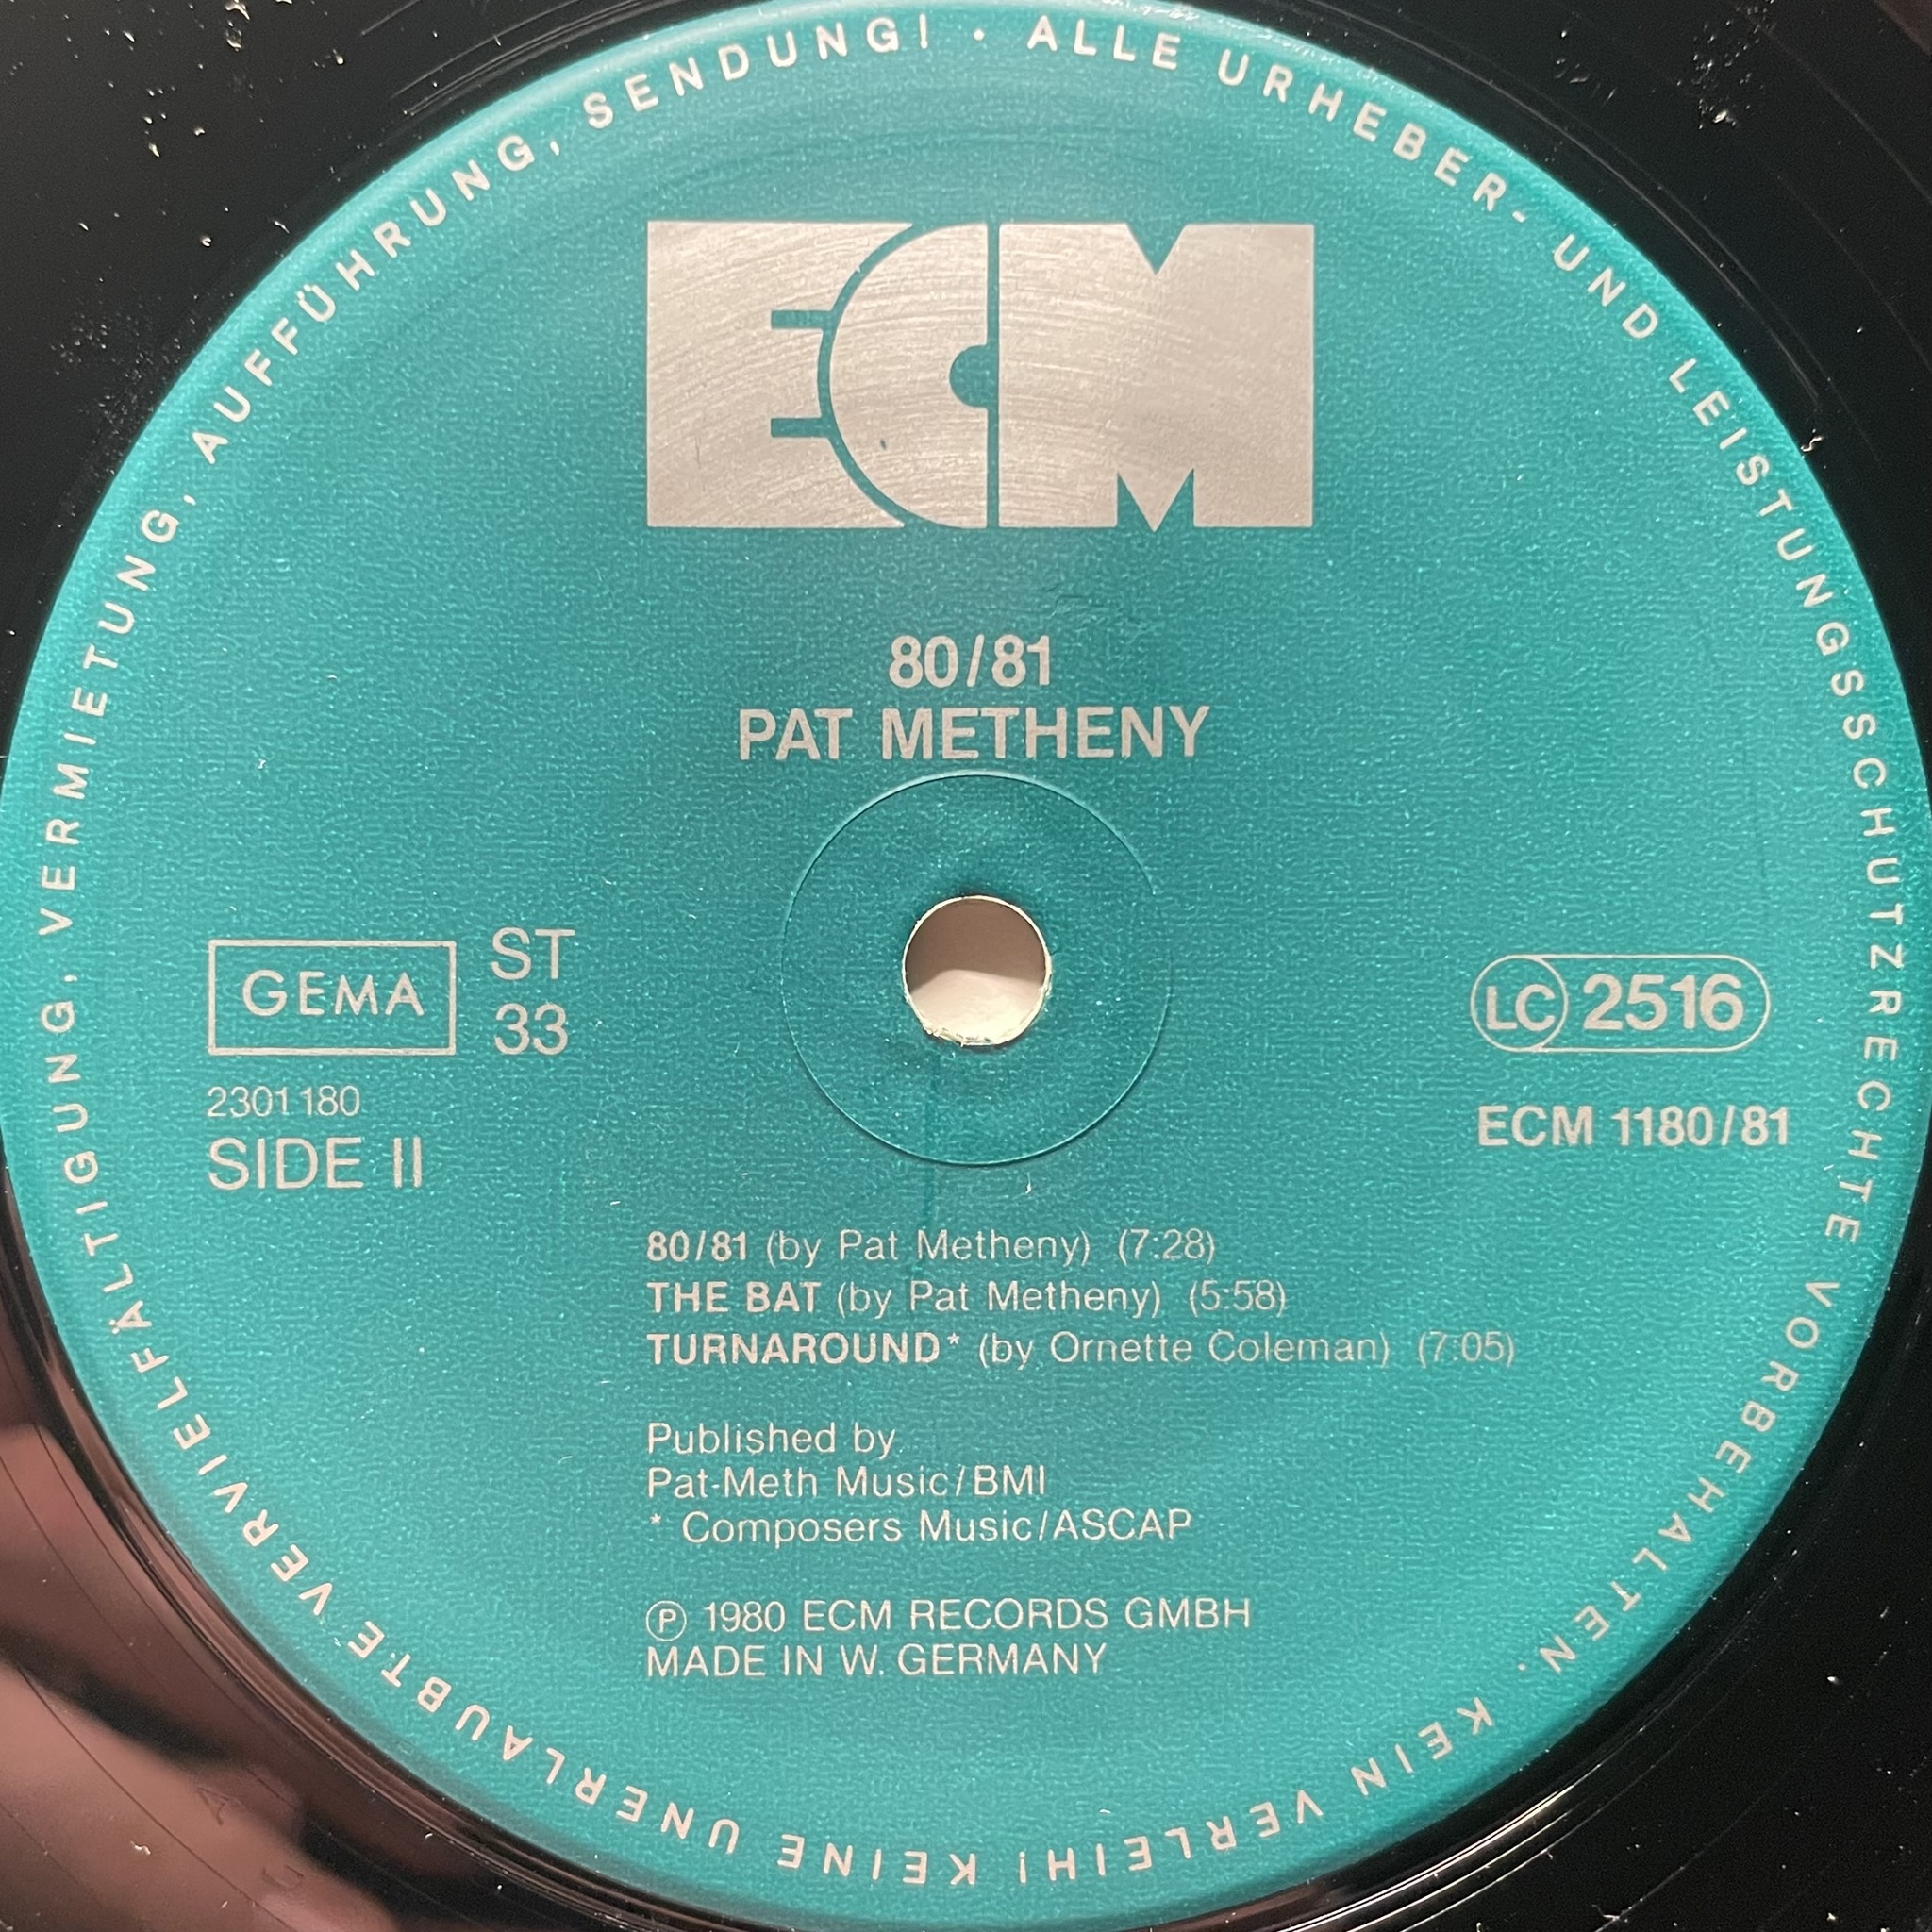 ALLE URHEBER- UND LEISTUNGSSCHUTZRECHTE VORBEHALTEN. KEIN VERLEIH! KEINE UNERLAUBTE VERVIELFÄLTIGUNG, VERMIETUNG, AUFFÜHRUNG, SENDUNG! ·
ECM
80/81
PAT METHENY
GEMA
ST
33
LC 2516
2301180
SIDE II
ECM 1180/81
80/81 (by Pat Metheny) (7:28)
THE BAT (by Pat Metheny) (5:58)
TURNAROUND* (by Ornette Coleman) (7:05)
Published by
Pat-Meth Music/BMI
* Composers Music/ASCAP
Ⓟ 1980 ECM RECORDS GMBH
MADE IN W. GERMANY